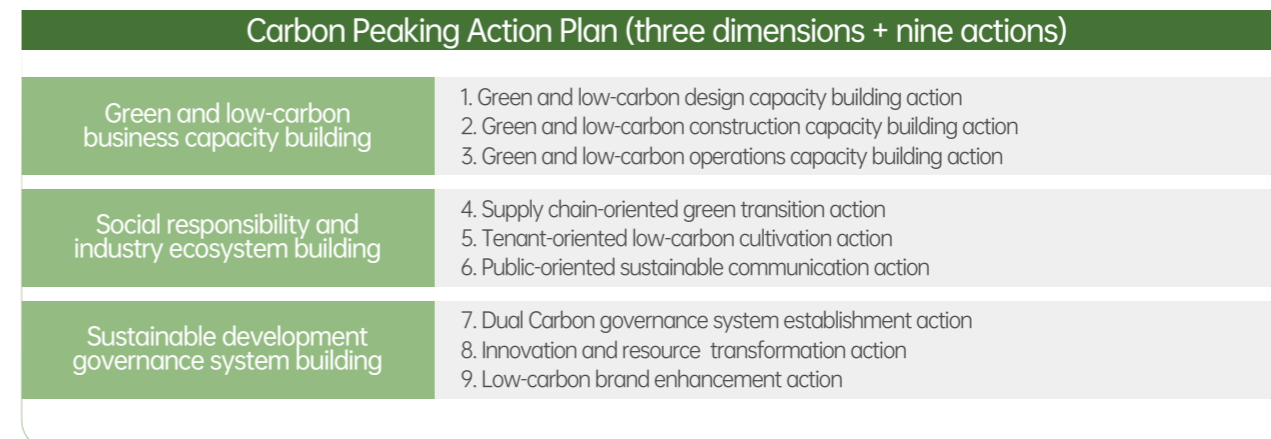 Carbon Peaking Action Plan (three dimensions + nine actions)
Green and low-carbon
business capacity building
1. Green and low-carbon design capacity building action
2. Green and low-carbon construction capacity building action
3. Green and low-carbon operations capacity building action
Social responsibility and
industry ecosystem building
4. Supply chain-oriented green transition action
5. Tenant-oriented low-carbon cultivation action
6. Public-oriented sustainable communication action
Sustainable development
governance system building
7. Dual Carbon governance system establishment action
8. Innovation and resource transformation action
9. Low-carbon brand enhancement action